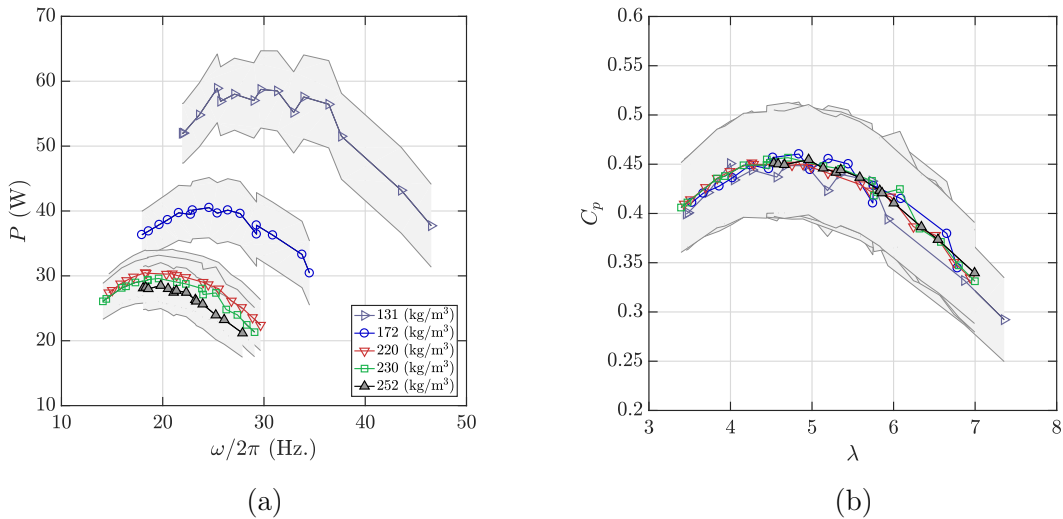 70
60
50
40
30
20
10
P (W)
10
20
30
40
50
ω/2π (Hz.)
131 (kg/m³)
172 (kg/m³)
220 (kg/m³)
230 (kg/m³)
252 (kg/m³)
(a)
0.6
0.55
0.5
0.45
0.4
0.35
0.3
0.25
0.2
Cₚ
3
4
5
6
7
8
λ
(b)